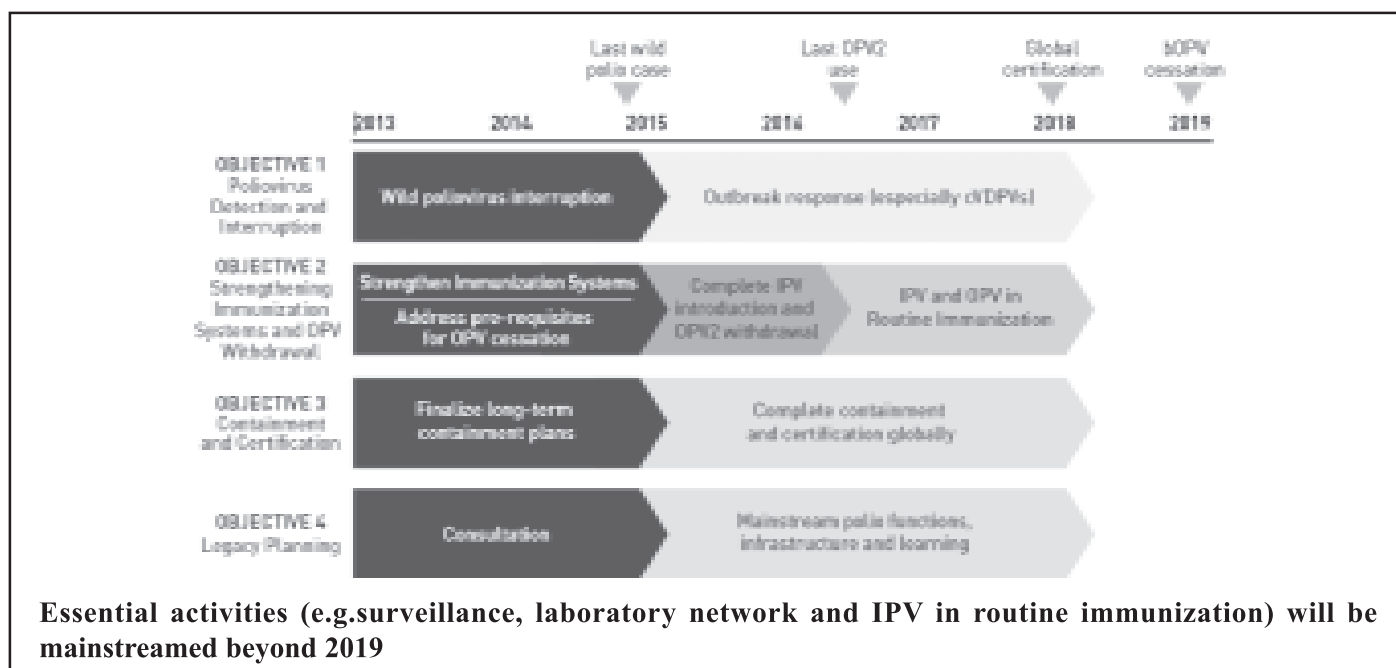 Last wild
polio case
Last OPV2
use
Global
certification
bOPV
cessation
2013 2014 2015 2016 2017 2018 2019
OBJECTIVE 1
Poliovirus
Detection and
Interruption
Wild poliovirus interruption
Outbreak response (especially cVDPVs)
OBJECTIVE 2
Strengthening
Immunization
Systems and OPV
Withdrawal
Strengthen Immunization Systems
Address pre-requisites
for OPV cessation
Complete IPV
introduction and
OPV2 withdrawal
IPV and OPV in
Routine Immunization
OBJECTIVE 3
Containment
and Certification
Finalize long-term
containment plans
Complete containment
and certification globally
OBJECTIVE 4
Legacy Planning
Consultation
Mainstream polio functions,
infrastructure and learning
Essential activities (e.g.surveillance, laboratory network and IPV in routine immunization) will be
mainstreamed beyond 2019